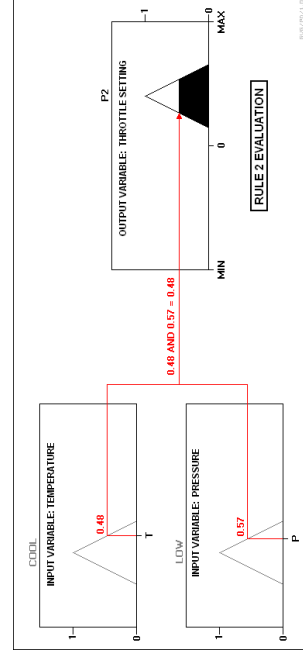 COOL
INPUT VARIABLE: TEMPERATURE
1
0
0.48
T
LOW
INPUT VARIABLE: PRESSURE
1
0
0.57
P
0.48 AND 0.57 = 0.48
P2
OUTPUT VARIABLE: THROTTLE SETTING
1
0
MIN
0
MAX
RULE 2 EVALUATION